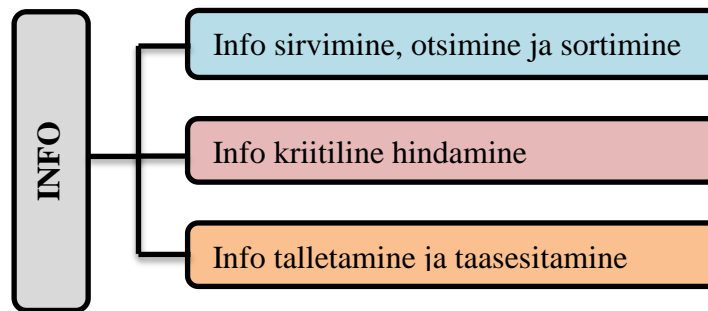 INFO
Info sirvimine, otsimine ja sortimine
Info kriitiline hindamine
Info talletamine ja taasesitamine